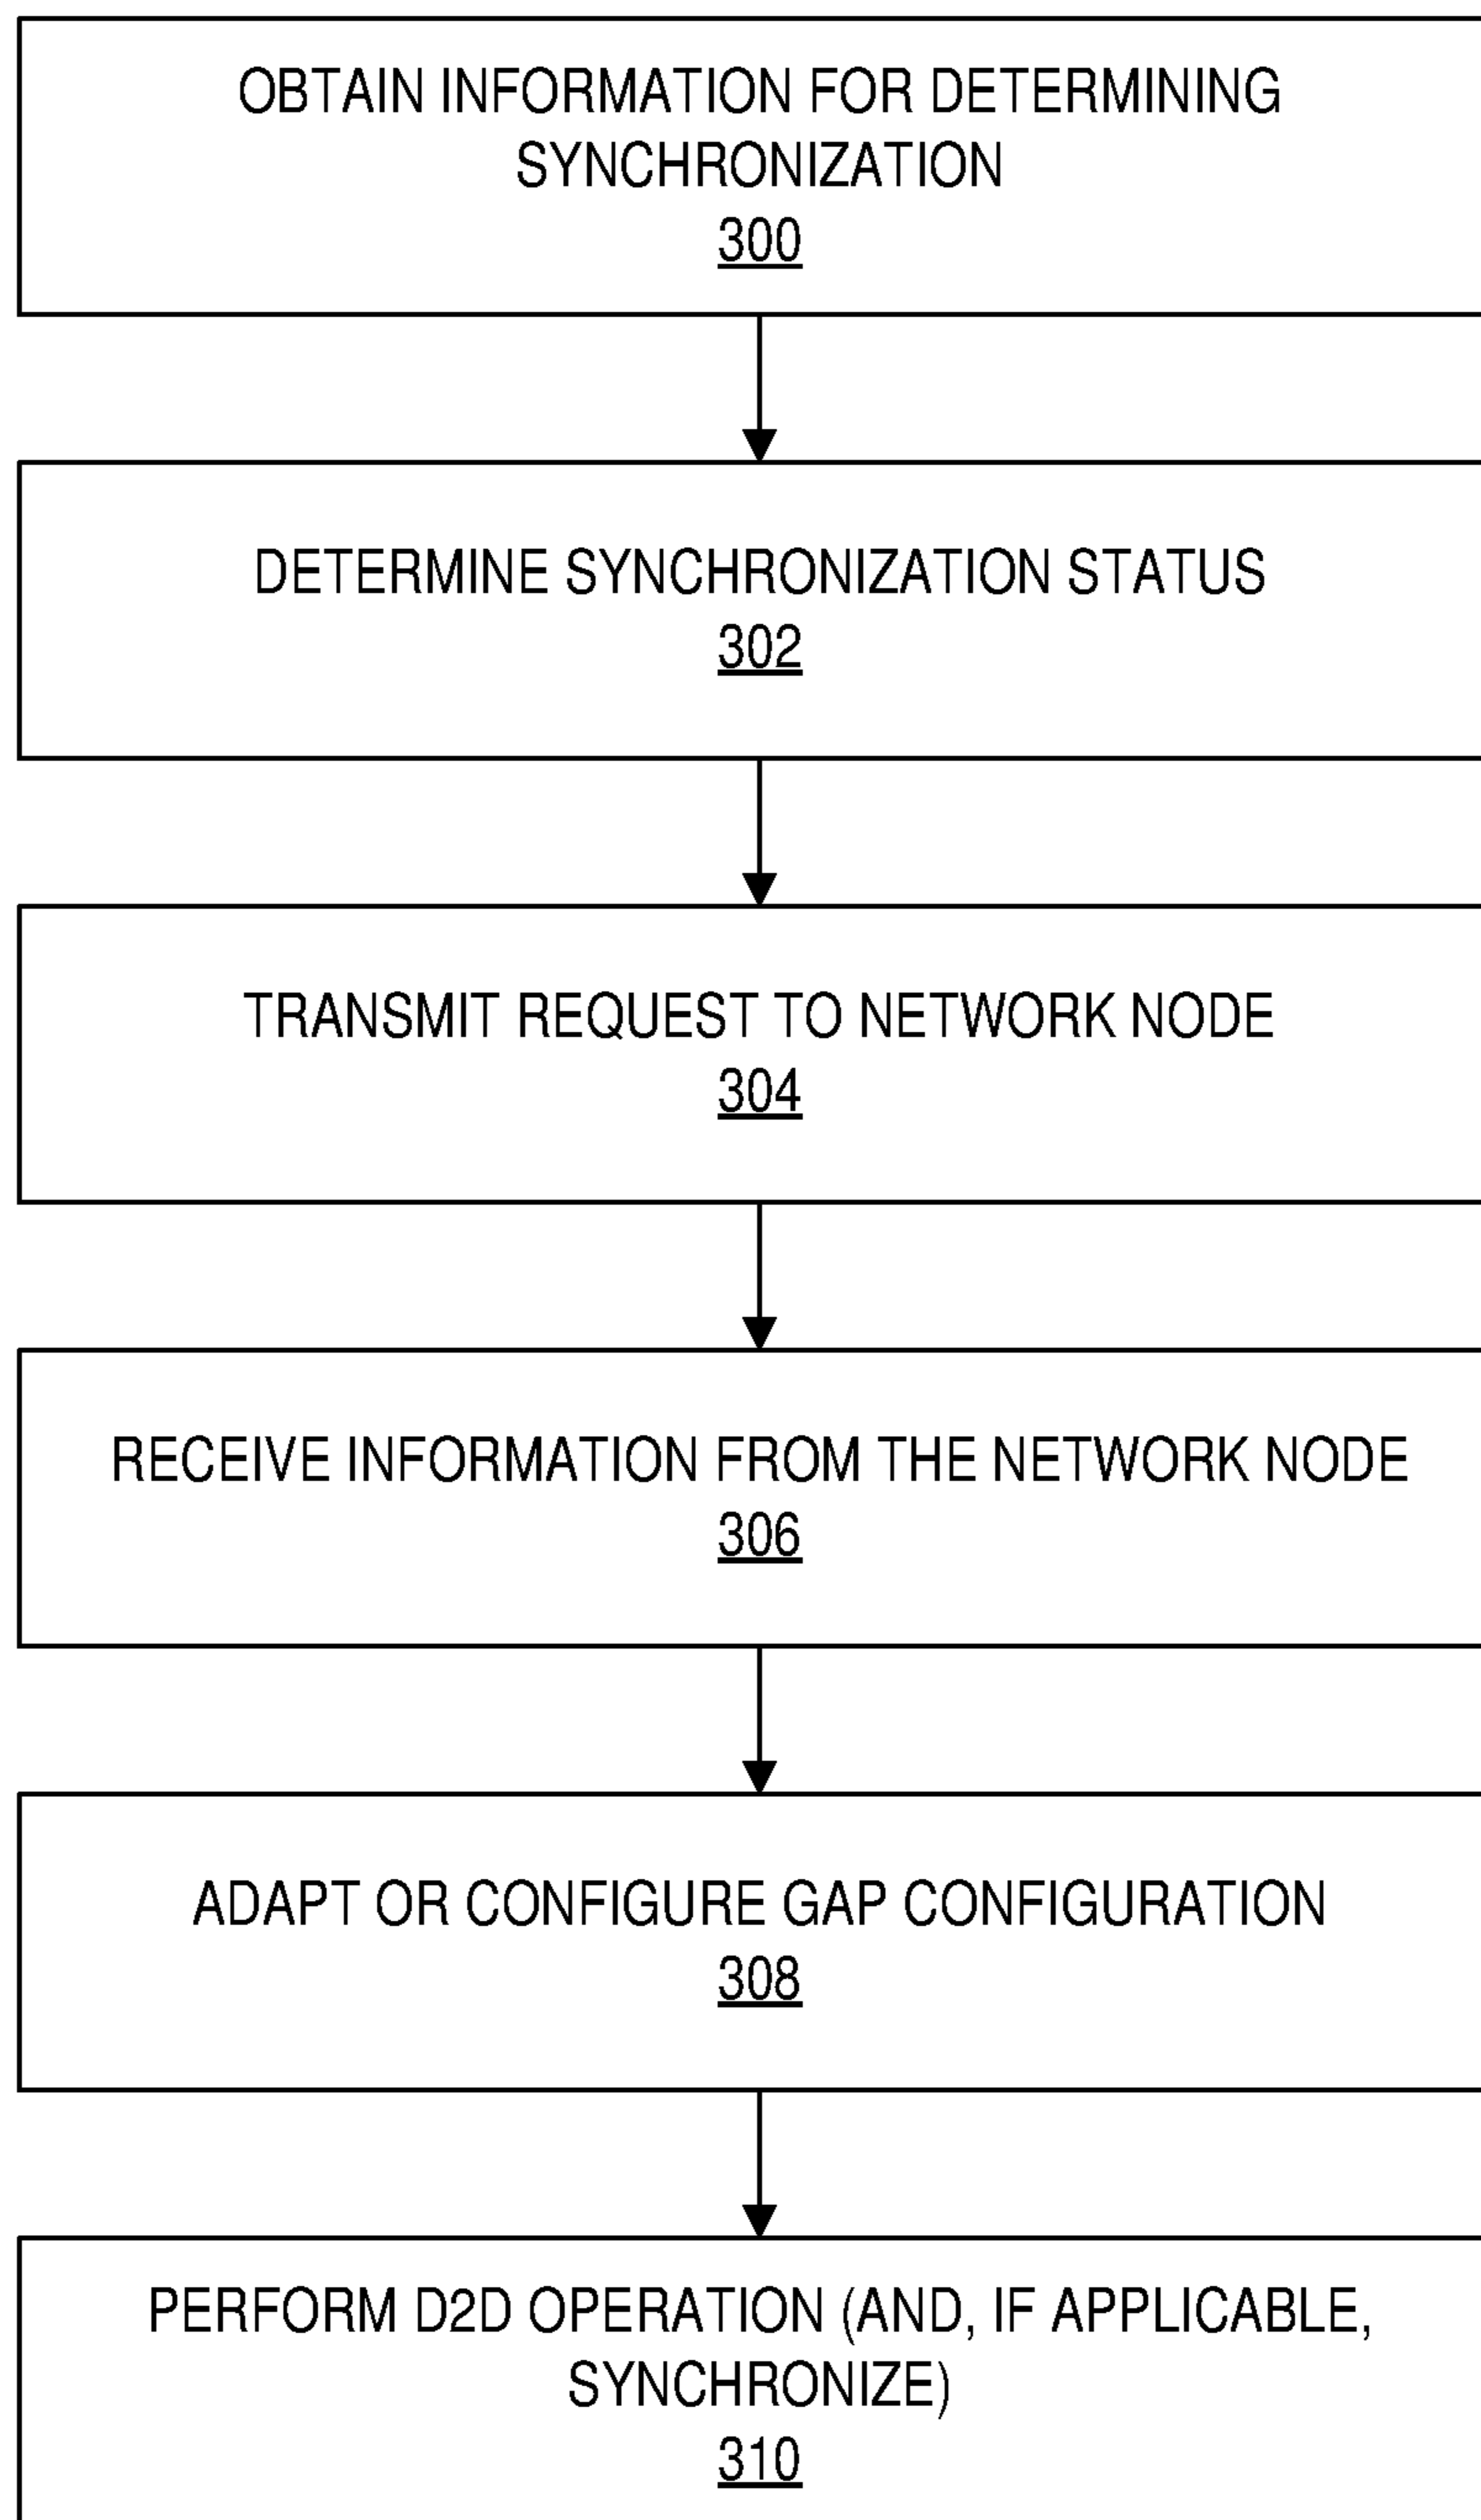 OBTAIN INFORMATION FOR DETERMINING
SYNCHRONIZATION
300
DETERMINE SYNCHRONIZATION STATUS
302
TRANSMIT REQUEST TO NETWORK NODE
304
RECEIVE INFORMATION FROM THE NETWORK NODE
306
ADAPT OR CONFIGURE GAP CONFIGURATION
308
PERFORM D2D OPERATION (AND, IF APPLICABLE,
SYNCHRONIZE)
310